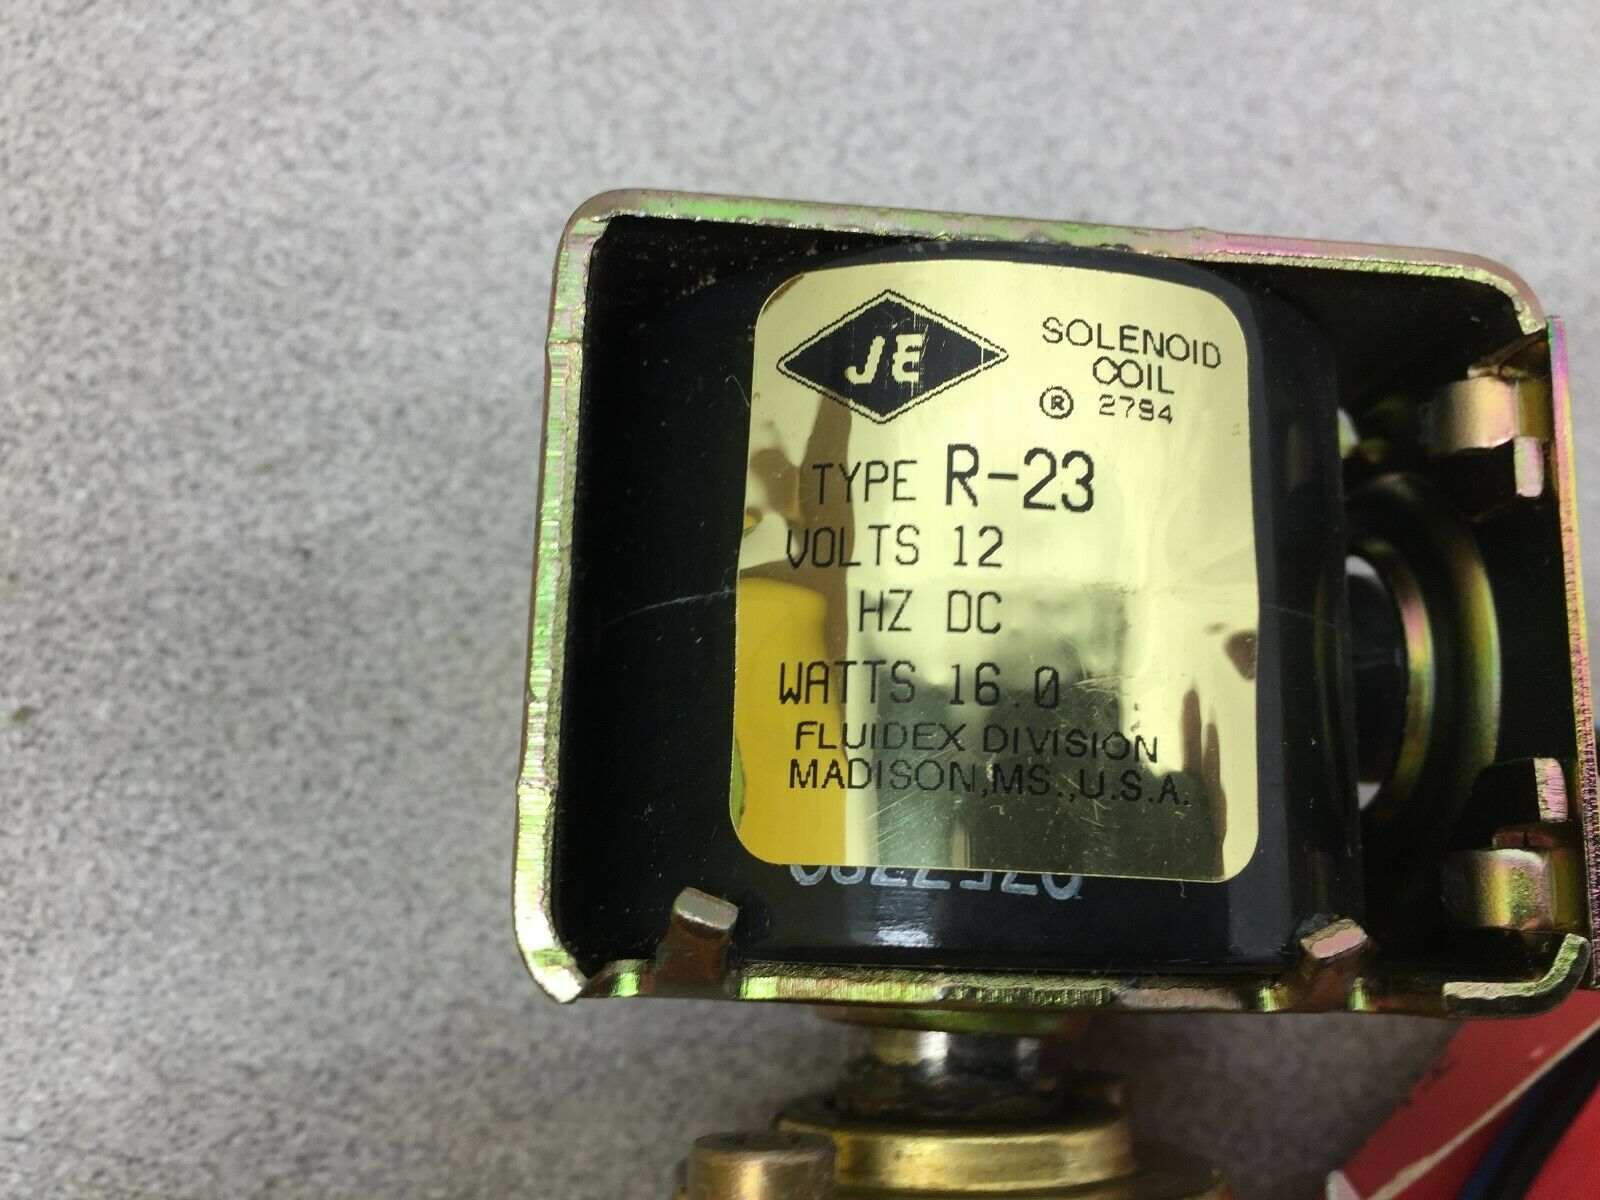 JE
SOLENOID
COIL
® 2794
TYPE R-23
VOLTS 12
HZ DC
WATTS 16.0
FLUIDEX DIVISION
MADISON,MS.,U.S.A.